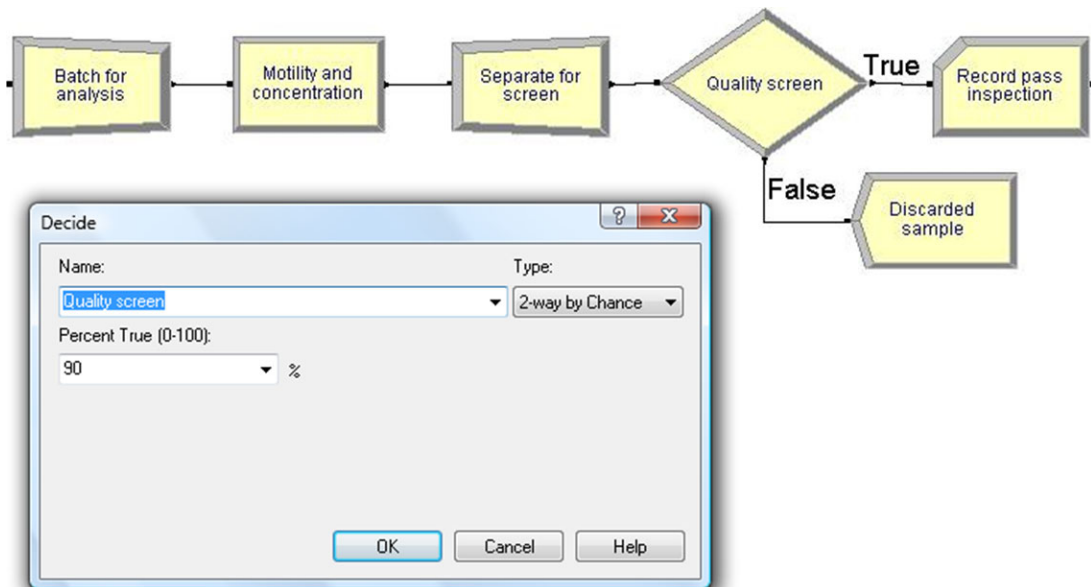 Batch for
analysis
Motility and
concentration
Separate for
screen
Quality screen
True
Record pass
inspection
False
Discarded
sample
Decide
?
X
Name:
Type:
Quality screen
2-way by Chance
Percent True (0-100):
90
%
OK
Cancel
Help